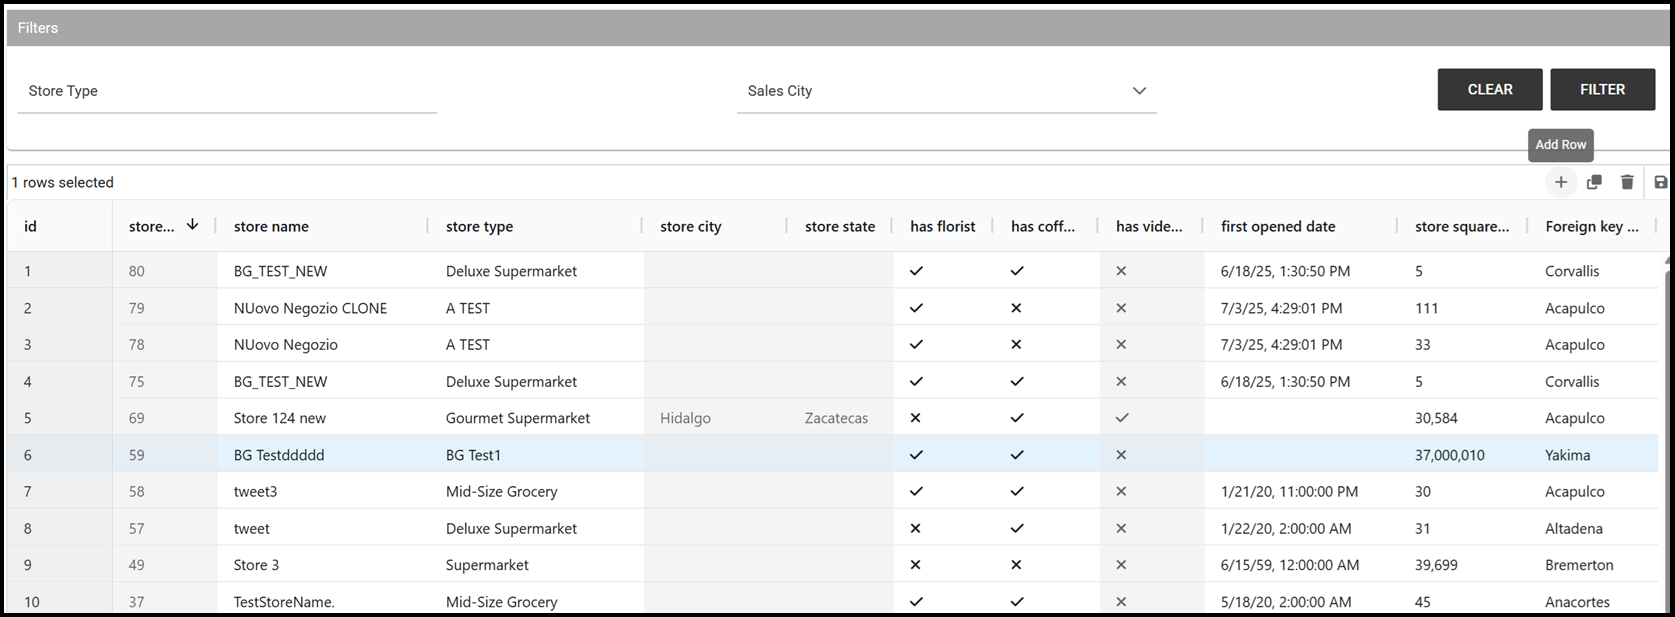 Filters
Store Type Sales City CLEAR FILTER
Add Row
1 rows selected
id store... store name store type store city store state has florist has coff... has vide... first opened date store square... Foreign key ...
1 80 BG_TEST_NEW Deluxe Supermarket 6/18/25, 1:30:50 PM 5 Corvallis
2 79 NUovo Negozio CLONE A TEST 7/3/25, 4:29:01 PM 111 Acapulco
3 78 NUovo Negozio A TEST 7/3/25, 4:29:01 PM 33 Acapulco
4 75 BG_TEST_NEW Deluxe Supermarket 6/18/25, 1:30:50 PM 5 Corvallis
5 69 Store 124 new Gourmet Supermarket Hidalgo Zacatecas 30,584 Acapulco
6 59 BG Testddddd BG Test1 37,000,010 Yakima
7 58 tweet3 Mid-Size Grocery 1/21/20, 11:00:00 PM 30 Acapulco
8 57 tweet Deluxe Supermarket 1/22/20, 2:00:00 AM 31 Altadena
9 49 Store 3 Supermarket 6/15/59, 12:00:00 AM 39,699 Bremerton
10 37 TestStoreName. Mid-Size Grocery 5/18/20, 2:00:00 AM 45 Anacortes